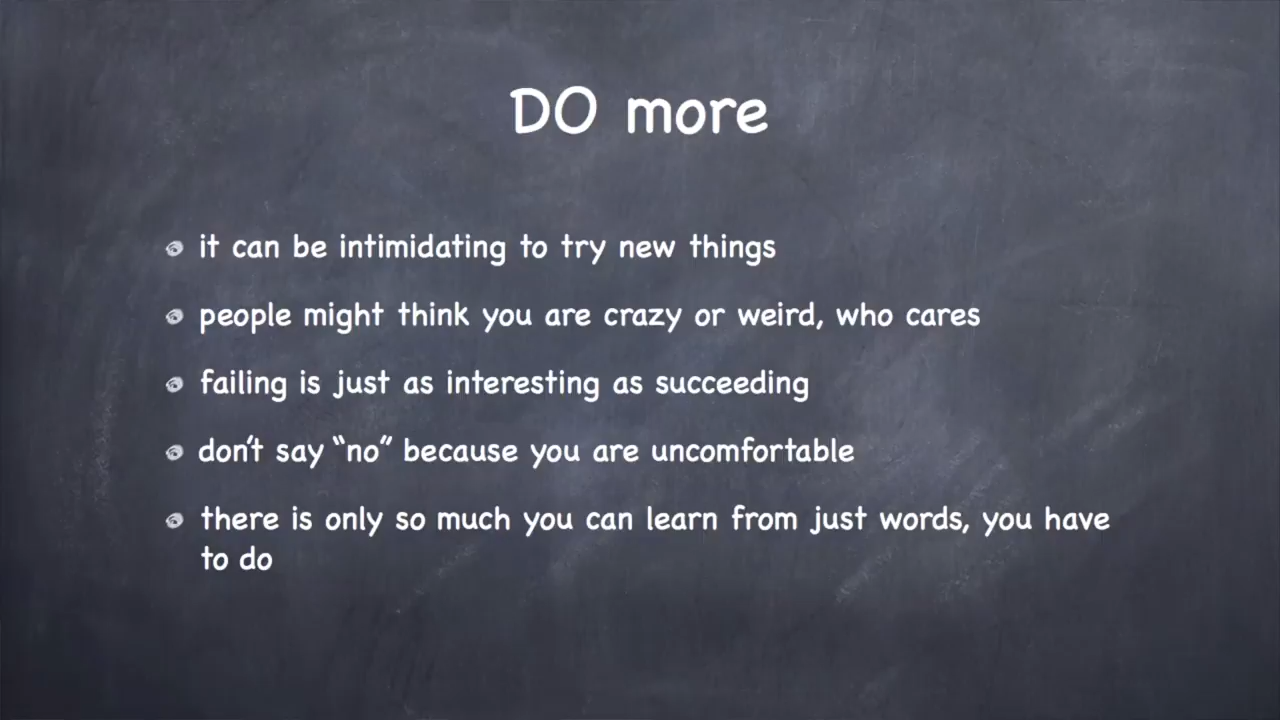 DO more
it can be intimidating to try new things
people might think you are crazy or weird, who cares
failing is just as interesting as succeeding
don't say “no” because you are uncomfortable
there is only so much you can learn from just words, you have
to do